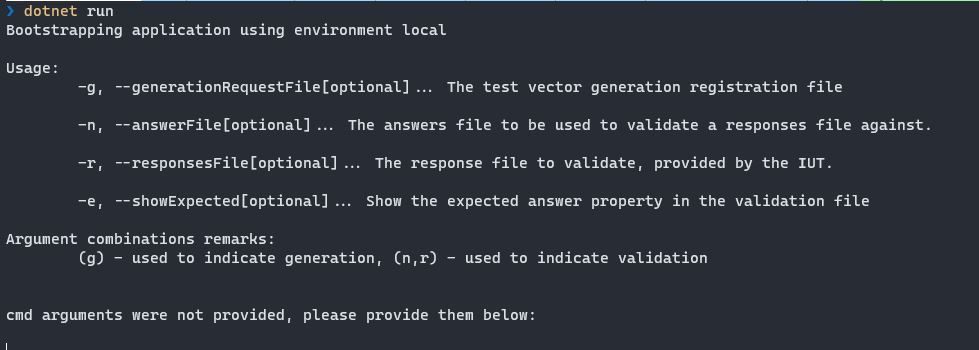 ❯ dotnet run
Bootstrapping application using environment local
Usage:
-g, --generationRequestFile[optional]... The test vector generation registration file
-n, --answerFile[optional]... The answers file to be used to validate a responses file against.
-r, --responsesFile[optional]... The response file to validate, provided by the IUT.
-e, --showExpected[optional]... Show the expected answer property in the validation file
Argument combinations remarks:
(g) - used to indicate generation, (n,r) - used to indicate validation
cmd arguments were not provided, please provide them below: